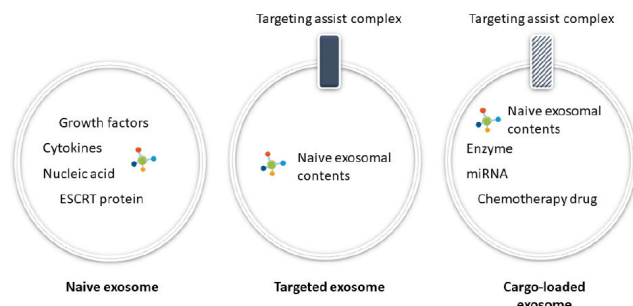 Targeting assist complex
Targeting assist complex
Growth factors
Cytokines
Nucleic acid
ESCRT protein
Naive exosomal
contents
Naive exosomal
contents
Enzyme
miRNA
Chemotherapy drug
Naive exosome
Targeted exosome
Cargo-loaded
exosome